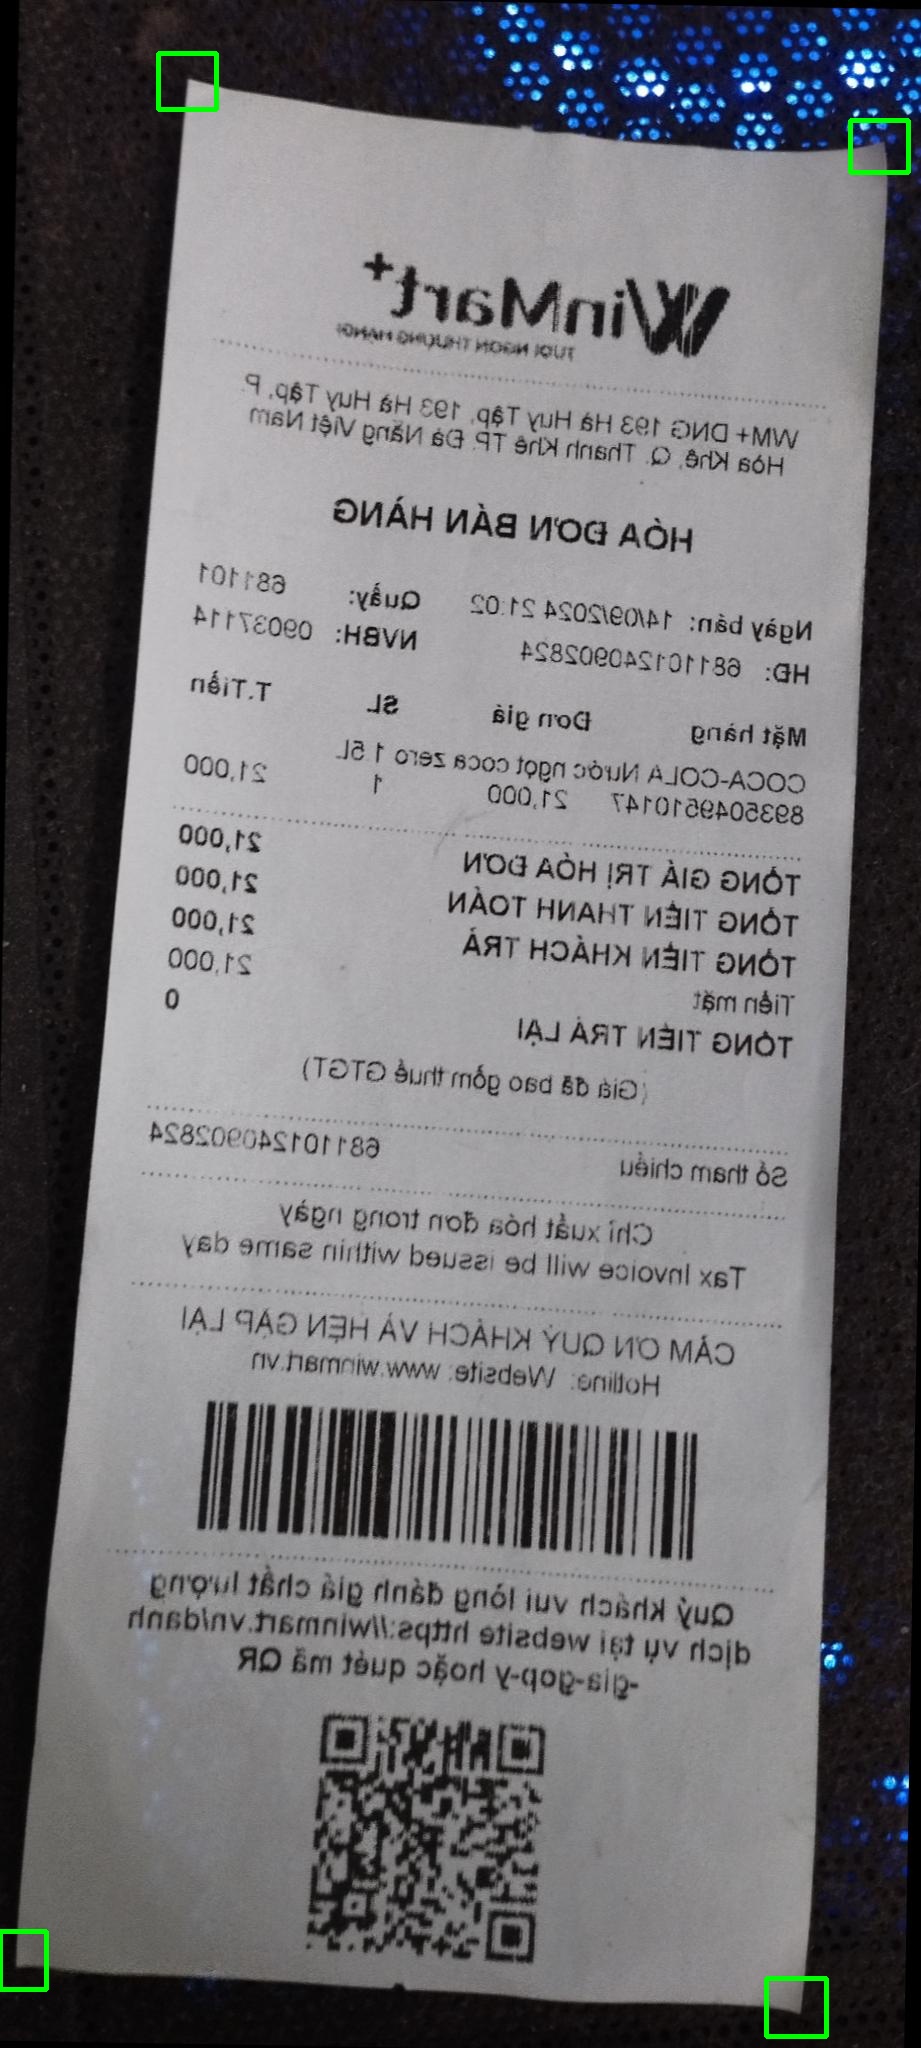 WinMart+
TƯƠI NGON THƯỢNG HẠNG!
WM+ DNG 193 Hà Huy Tập, 193 Hà Huy Tập, P.
Hòa Khê, Q. Thanh Khê TP. Đà Nẵng Việt Nam
HÓA ĐƠN BÁN HÀNG
Ngày bán: 14/09/2024 21:02 Quầy: 681101
HĐ: 681101240902824 NVBH: 09037114
Mặt hàng Đơn giá SL T.Tiền
COCA-COLA Nước ngọt coca zero 1.5L
8935049510147 21,000 1 21,000
TỔNG GIÁ TRỊ HÓA ĐƠN 21,000
TỔNG TIỀN THANH TOÁN 21,000
TỔNG TIỀN KHÁCH TRẢ 21,000
Tiền mặt 21,000
TỔNG TIỀN TRẢ LẠI 0
(Giá đã bao gồm thuế GTGT)
Số tham chiếu 681101240902824
Chỉ xuất hóa đơn trong ngày
Tax Invoice will be issued within same day
CẢM ƠN QUÝ KHÁCH VÀ HẸN GẶP LẠI
Hotline: Website: www.winmart.vn
Quý khách vui lòng đánh giá chất lượng
dịch vụ tại website https://winmart.vn/danh
-gia-gop-y hoặc quét mã QR